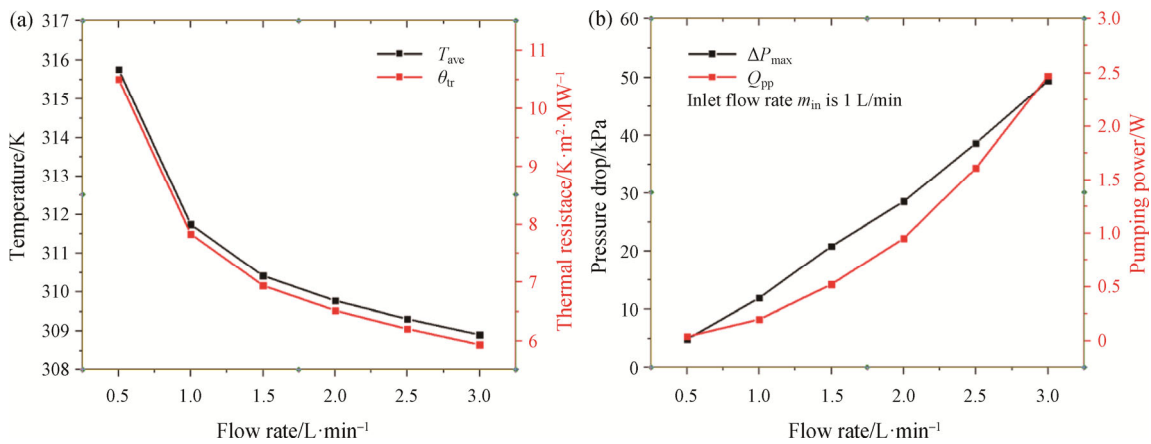 (a)
316
315
314
313
312
311
310
309
308
Temperature/K
T_ave
θ_tr
11
10
9
8
7
6
Thermal resistace/K·m²·MW⁻¹
0.5 1.0 1.5 2.0 2.5 3.0
Flow rate/L·min⁻¹
(b)
60
50
40
30
20
10
0
Pressure drop/kPa
ΔP_max
Q_pp
Inlet flow rate m_in is 1 L/min
3.0
2.5
2.0
1.5
1.0
0.5
0
Pumping power/W
0.5 1.0 1.5 2.0 2.5 3.0
Flow rate/L·min⁻¹